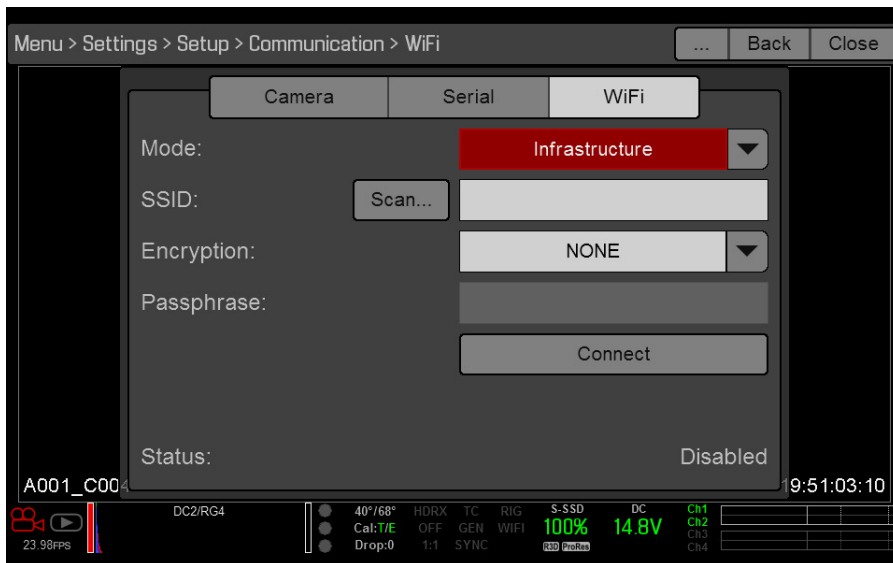 Menu > Settings > Setup > Communication > WiFi ... Back Close
Camera Serial WiFi
Mode: Infrastructure
SSID: Scan...
Encryption: NONE
Passphrase:
Connect
Status: Disabled
A001_C004 19:51:03:10
DC2/RG4 40°/68° HDRX TC RIG S-SSD DC Ch1
Cal:T/E OFF GEN WIFI 100% 14.8V Ch2
23.98FPS Drop:0 1:1 SYNC R3D ProRes Ch3
Ch4